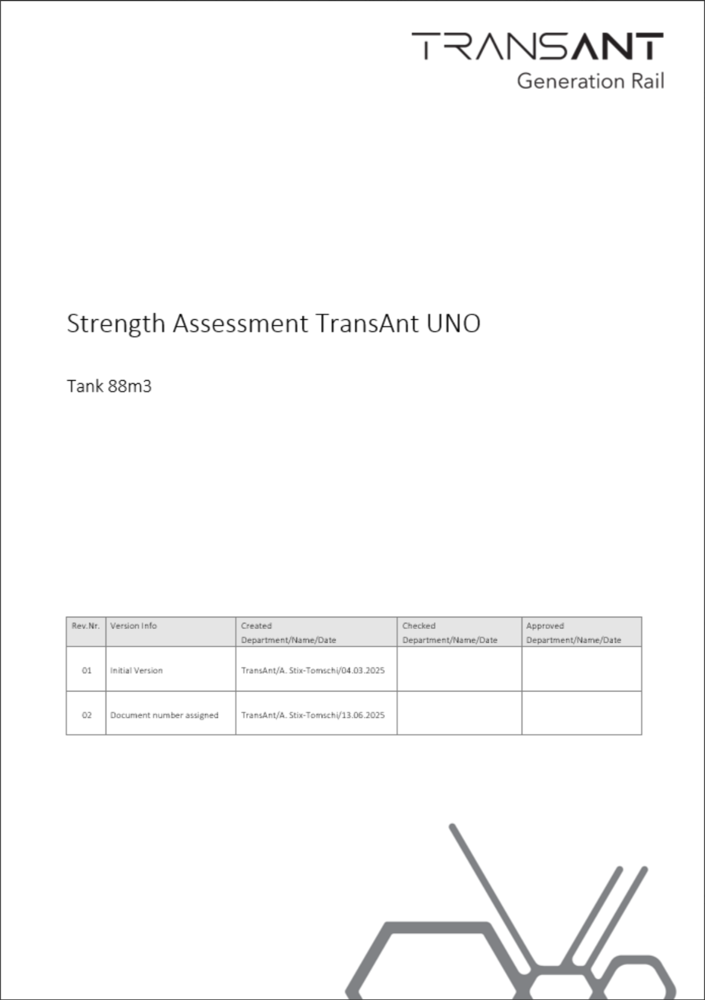 TRANSANT
Generation Rail
Strength Assessment TransAnt UNO
Tank 88m3
Rev.Nr. Version Info Created Checked Approved
Department/Name/Date Department/Name/Date Department/Name/Date
01 Initial Version TransAnt/A. Stix-Tomschi/04.03.2025
02 Document number assigned TransAnt/A. Stix-Tomschi/13.06.2025